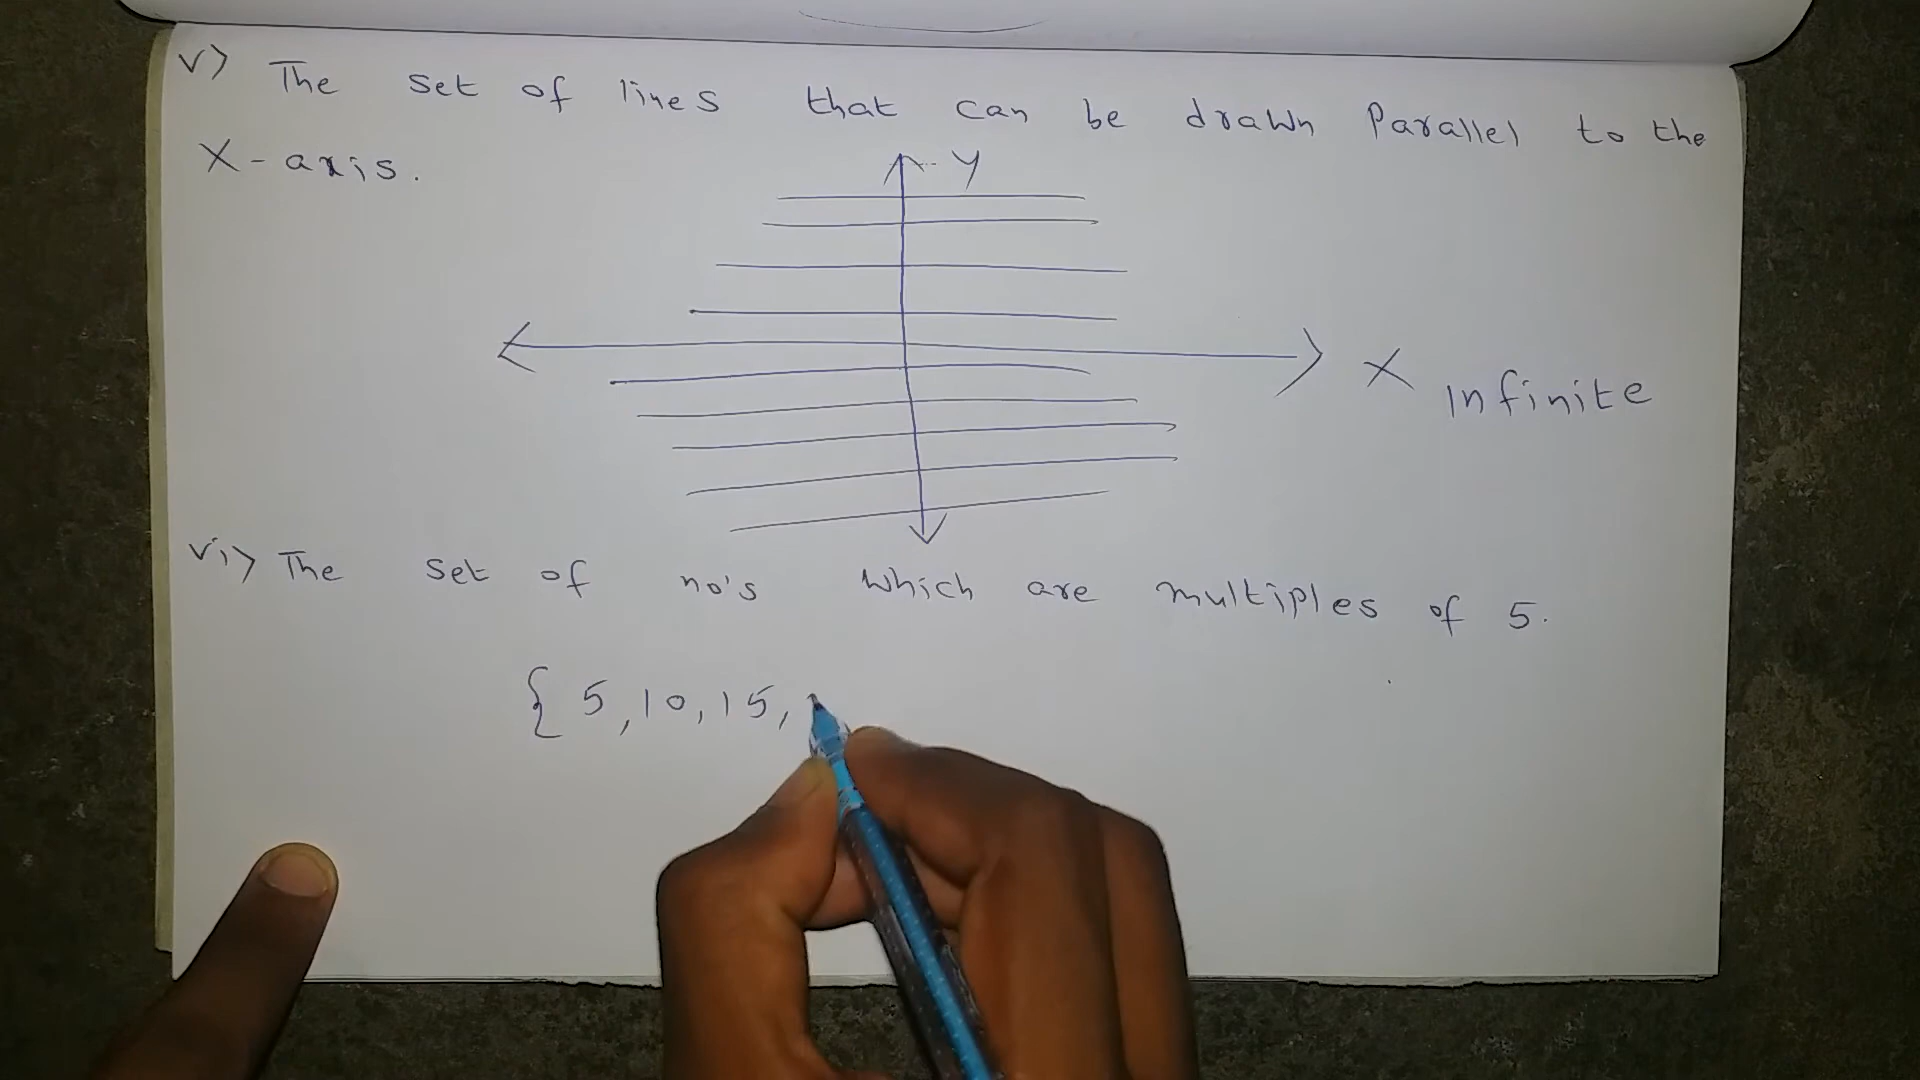 v> The set of lines that can be drawn Parallel to the
X-axis.
Y
X
Infinite
vi> The set of no's which are multiples of 5.
{ 5, 10, 15,